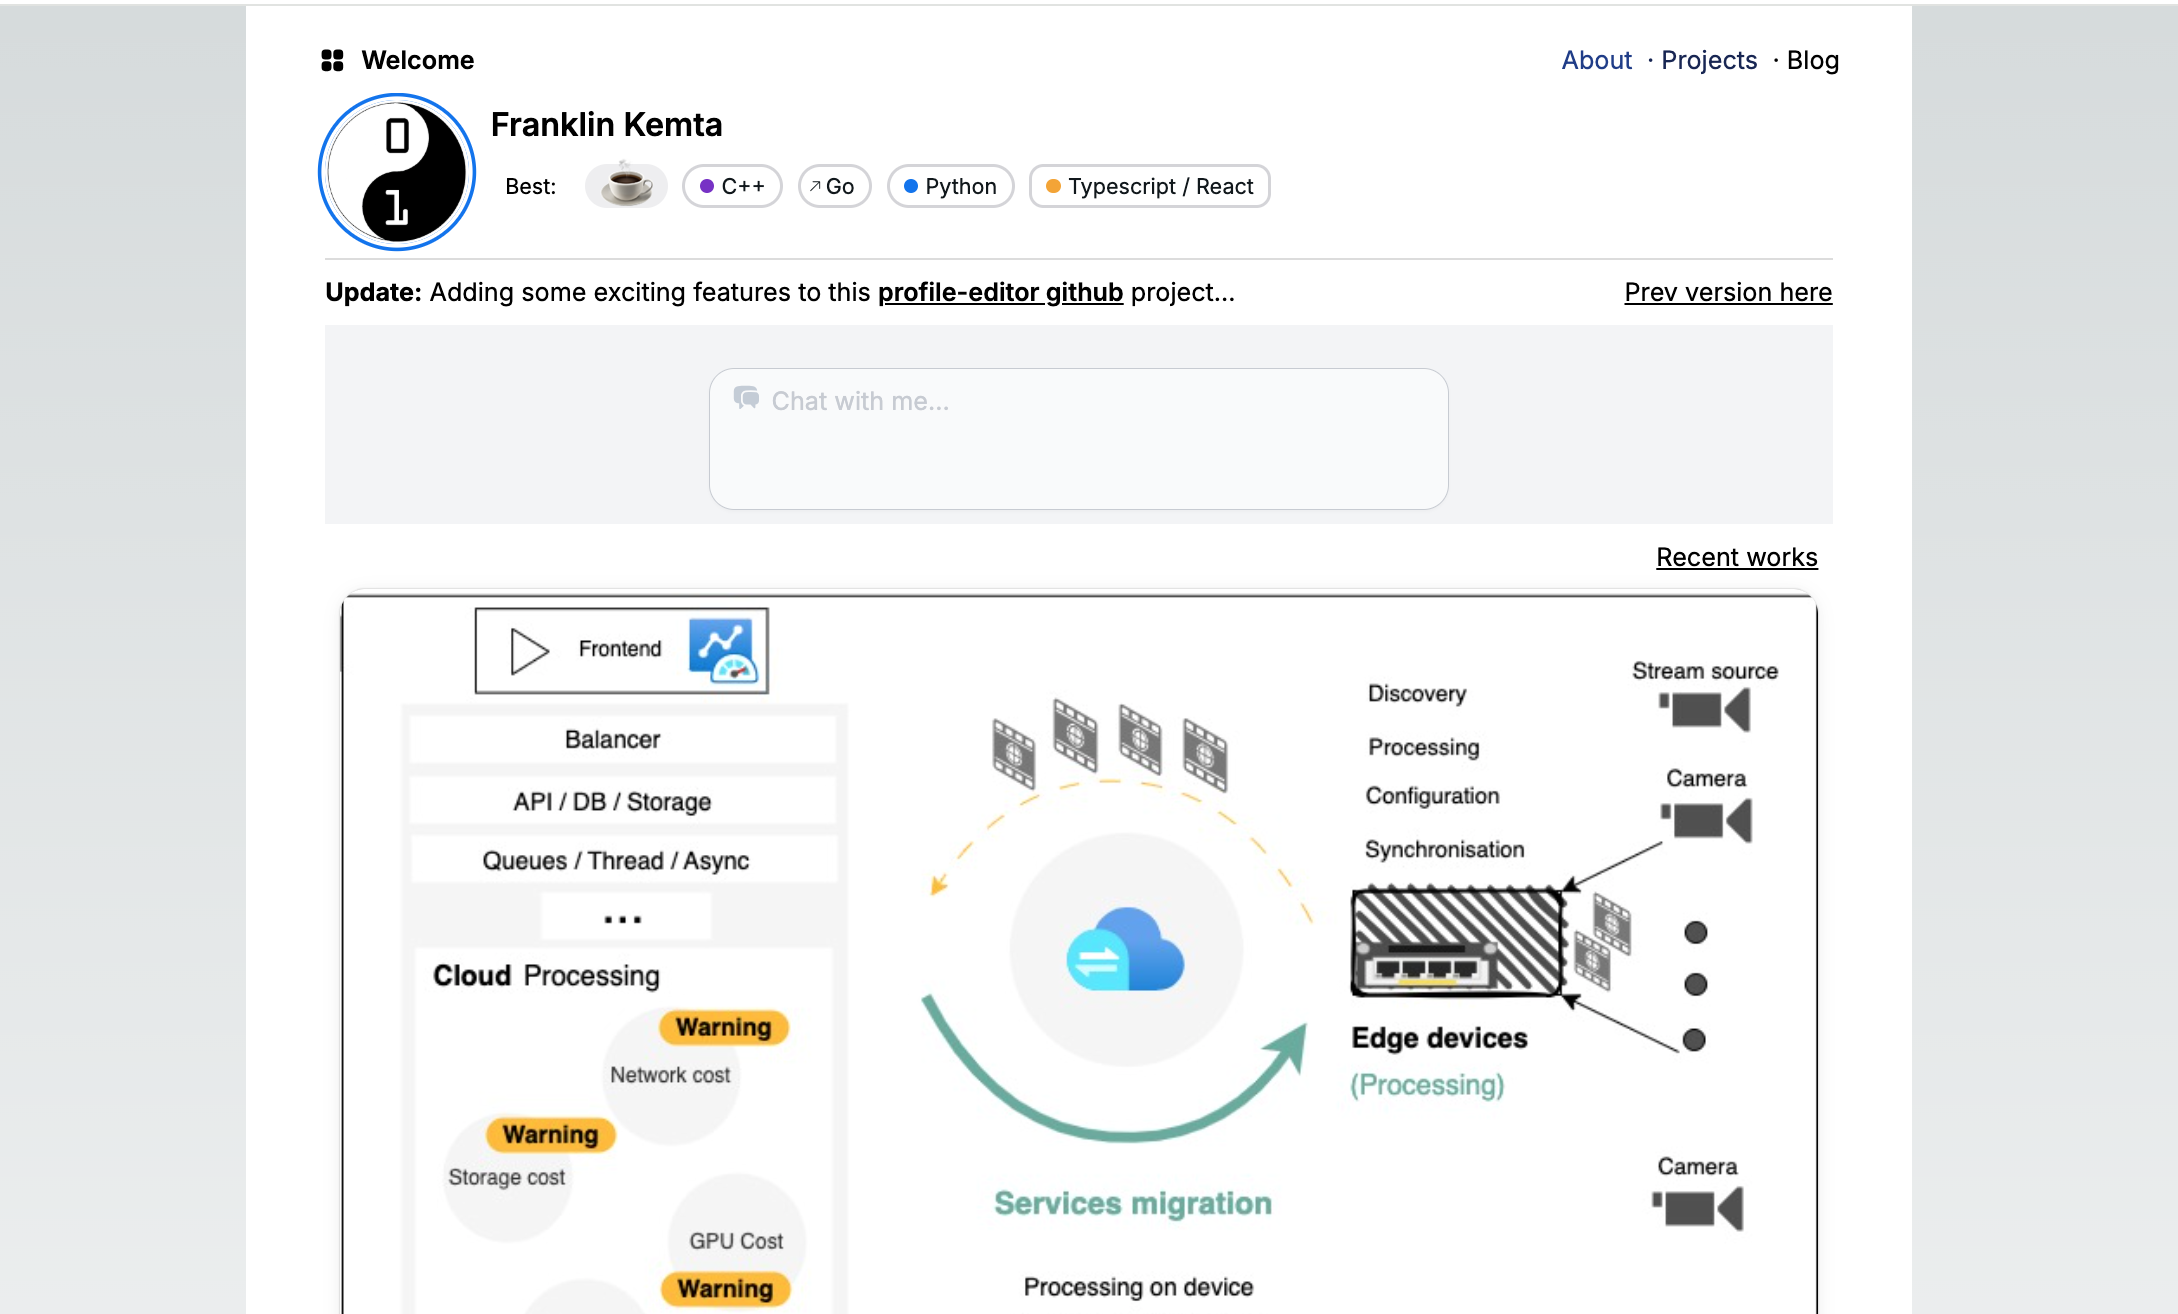 Welcome
About · Projects · Blog
0
1
Franklin Kemta
Best: C++ Go Python Typescript / React
Update: Adding some exciting features to this profile-editor github project...
Prev version here
Chat with me...
Recent works
Frontend
Balancer
API / DB / Storage
Queues / Thread / Async
...
Cloud Processing
Warning
Network cost
Warning
Storage cost
GPU Cost
Warning
Services migration
Processing on device
Discovery
Processing
Configuration
Synchronisation
Edge devices
(Processing)
Stream source
Camera
Camera